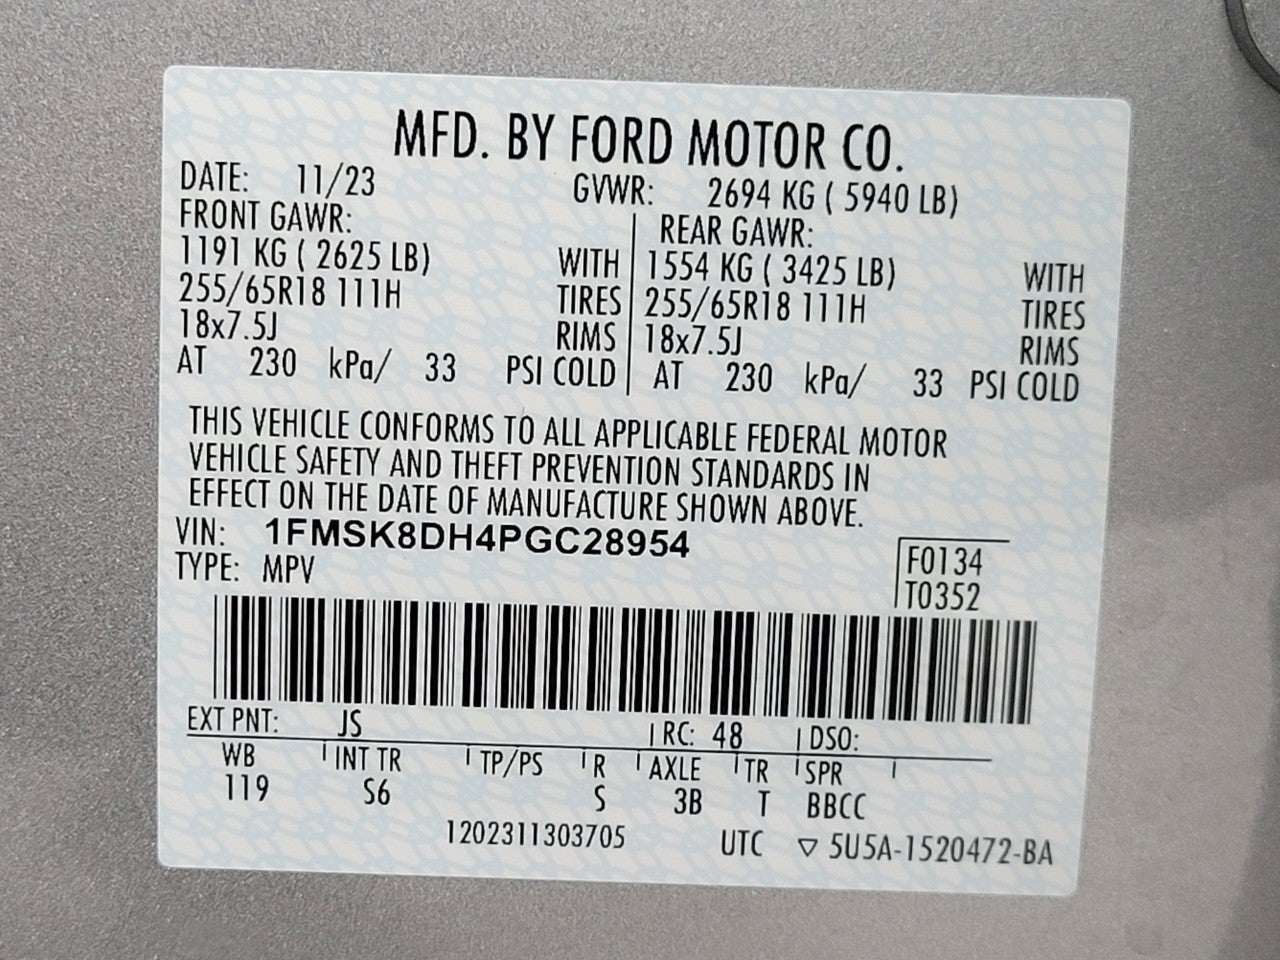 MFD. BY FORD MOTOR CO.
DATE: 11/23 GVWR: 2694 KG ( 5940 LB)
FRONT GAWR: REAR GAWR:
1191 KG ( 2625 LB) WITH 1554 KG ( 3425 LB) WITH
255/65R18 111H TIRES 255/65R18 111H TIRES
18x7.5J RIMS 18x7.5J RIMS
AT 230 kPa/ 33 PSI COLD AT 230 kPa/ 33 PSI COLD
THIS VEHICLE CONFORMS TO ALL APPLICABLE FEDERAL MOTOR
VEHICLE SAFETY AND THEFT PREVENTION STANDARDS IN
EFFECT ON THE DATE OF MANUFACTURE SHOWN ABOVE.
VIN: 1FMSK8DH4PGC28954
TYPE: MPV
F0134
T0352
EXT PNT: JS RC: 48 DSO:
WB INT TR TP/PS R AXLE TR SPR
119 S6 S 3B T BBCC
1202311303705 UTC ▽ 5U5A-1520472-BA